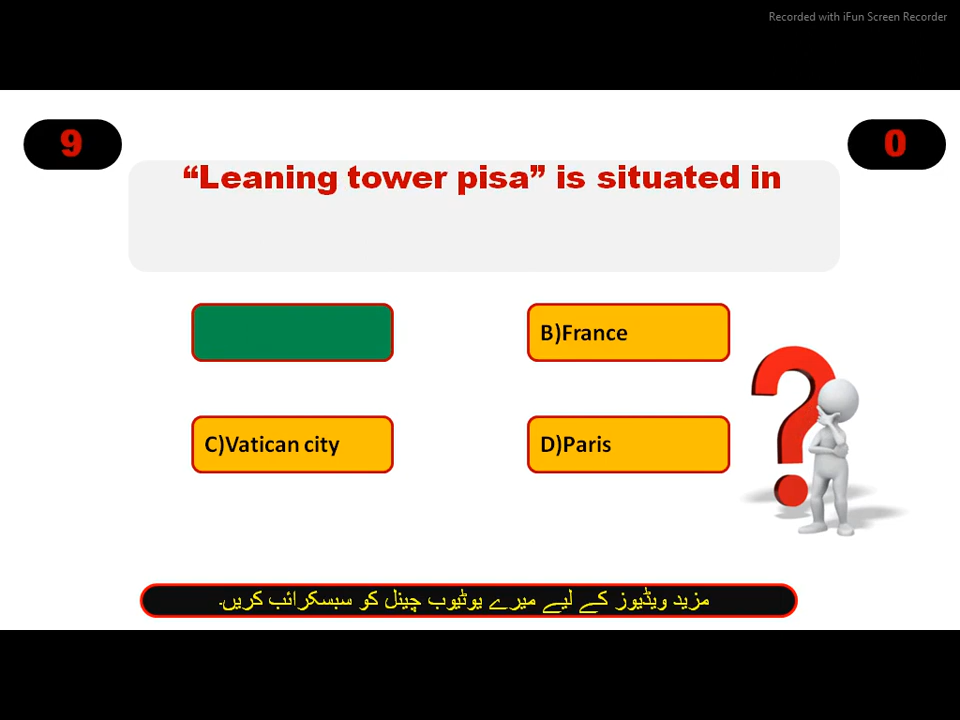 Recorded with iFun Screen Recorder
9
0
“Leaning tower pisa” is situated in
B)France
C)Vatican city
D)Paris
مزید ویڈیوز کے لیے میرے یوٹیوب چینل کو سبسکرائب کریں۔